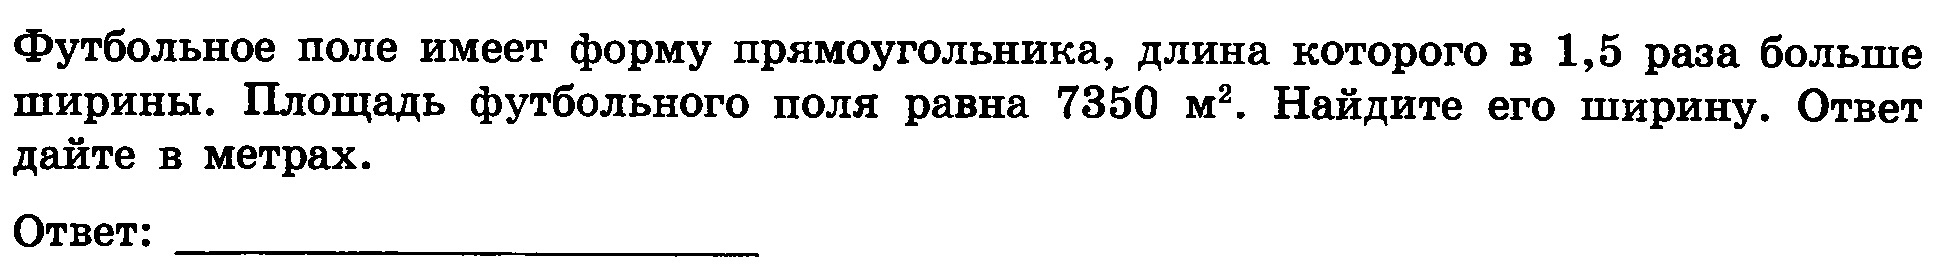 Футбольное поле имеет форму прямоугольника, длина которого в 1,5 раза больше
ширины. Площадь футбольного поля равна 7350 м². Найдите его ширину. Ответ
дайте в метрах.
Ответ: ____________________